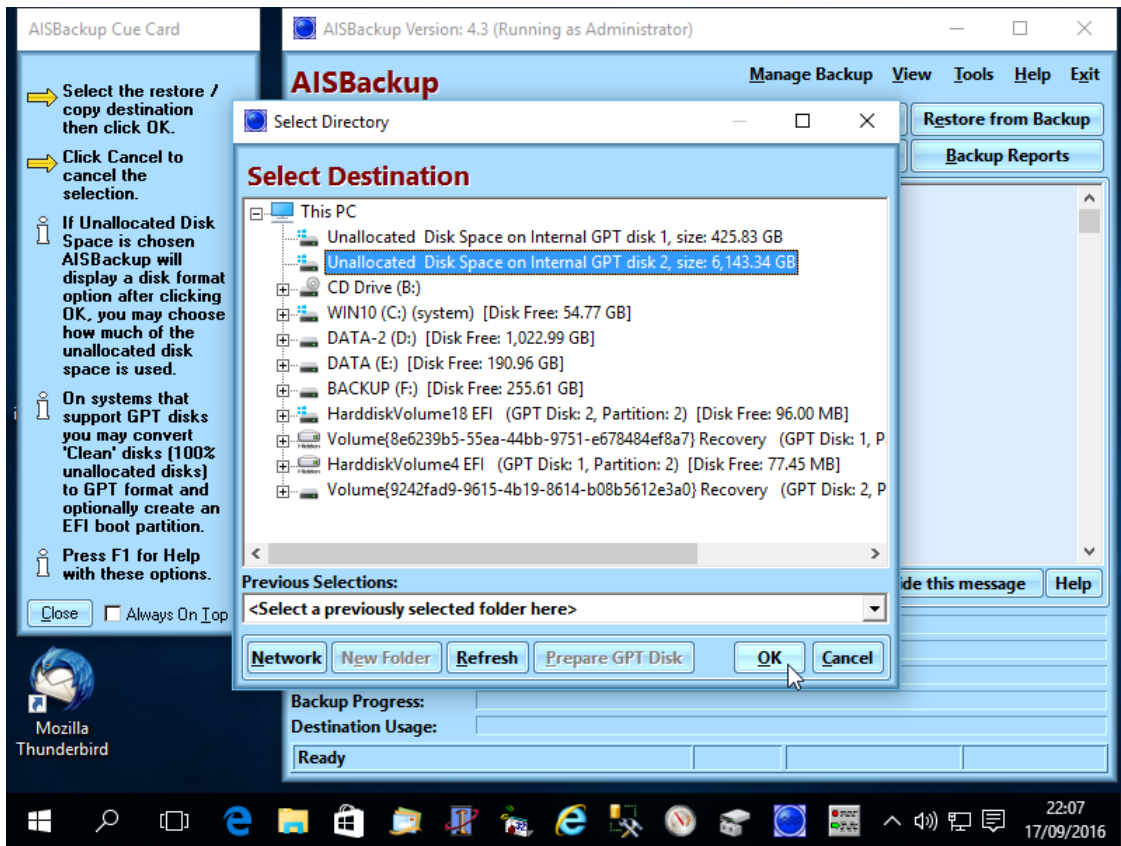 AISBackup Cue Card
Select the restore /
copy destination
then click OK.
Click Cancel to
cancel the
selection.
If Unallocated Disk
Space is chosen
AISBackup will
display a disk format
option after clicking
OK, you may choose
how much of the
unallocated disk
space is used.
On systems that
support GPT disks
you may convert
'Clean' disks (100%
unallocated disks)
to GPT format and
optionally create an
EFI boot partition.
Press F1 for Help
with these options.
Close
Always On Top
AISBackup Version: 4.3 (Running as Administrator)
AISBackup
Manage Backup View Tools Help Exit
Restore from Backup
Backup Reports
Select Directory
Select Destination
This PC
Unallocated Disk Space on Internal GPT disk 1, size: 425.83 GB
Unallocated Disk Space on Internal GPT disk 2, size: 6,143.34 GB
CD Drive (B:)
WIN10 (C:) (system) [Disk Free: 54.77 GB]
DATA-2 (D:) [Disk Free: 1,022.99 GB]
DATA (E:) [Disk Free: 190.96 GB]
BACKUP (F:) [Disk Free: 255.61 GB]
HarddiskVolume18 EFI (GPT Disk: 2, Partition: 2) [Disk Free: 96.00 MB]
Volume{8e6239b5-55ea-44bb-9751-e678484ef8a7} Recovery (GPT Disk: 1, P
HarddiskVolume4 EFI (GPT Disk: 1, Partition: 2) [Disk Free: 77.45 MB]
Volume{9242fad9-9615-4b19-8614-b08b5612e3a0} Recovery (GPT Disk: 2, P
Previous Selections:
<Select a previously selected folder here>
Network New Folder Refresh Prepare GPT Disk OK Cancel
ide this message Help
Backup Progress:
Destination Usage:
Ready
Mozilla
Thunderbird
22:07
17/09/2016